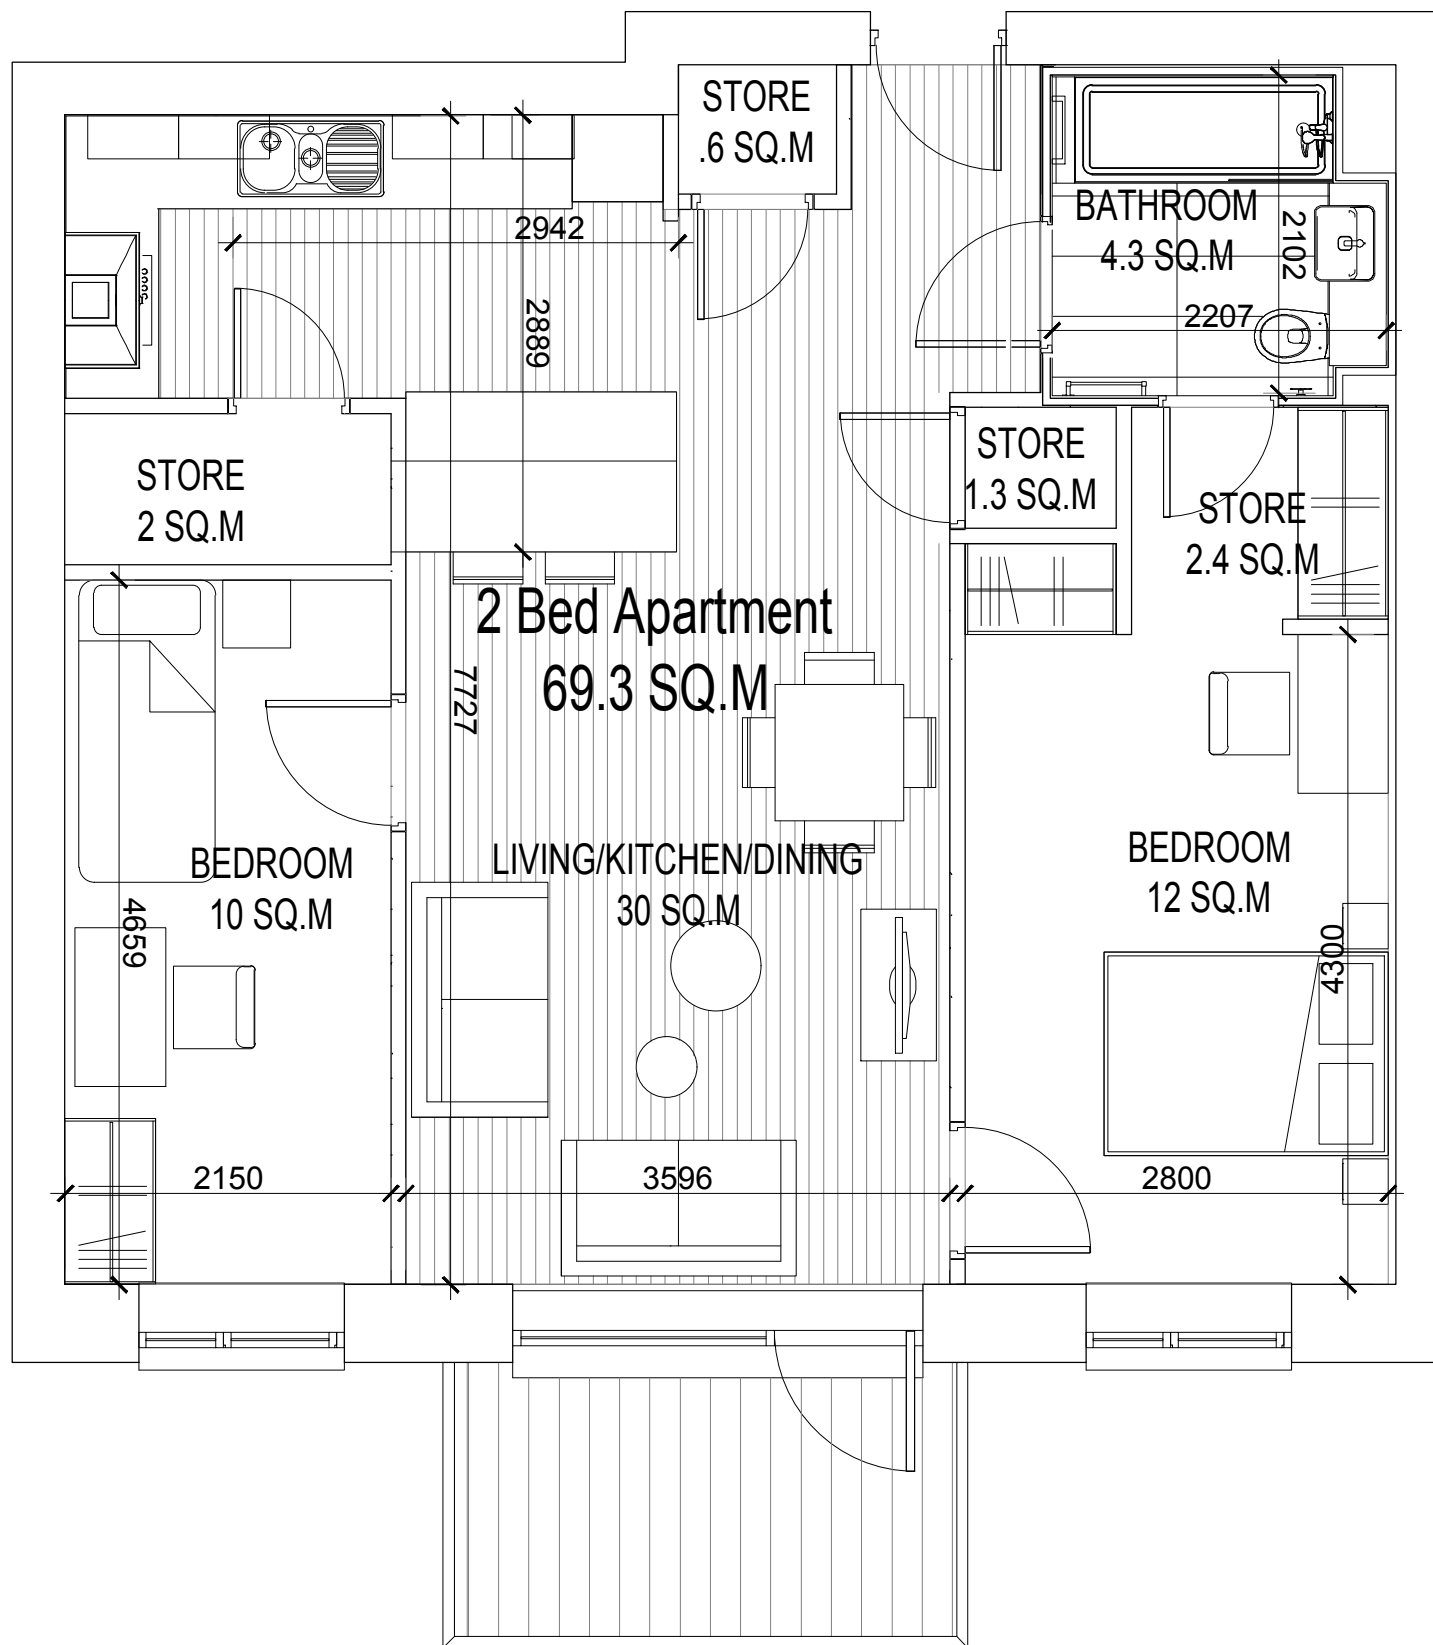 STORE
.6 SQ.M
BATHROOM
4.3 SQ.M
2102
2942
2207
2889
STORE
2 SQ.M
STORE
1.3 SQ.M
STORE
2.4 SQ.M
2 Bed Apartment
69.3 SQ.M
7727
BEDROOM
10 SQ.M
LIVING/KITCHEN/DINING
30 SQ.M
BEDROOM
12 SQ.M
4659
4300
2150
3596
2800